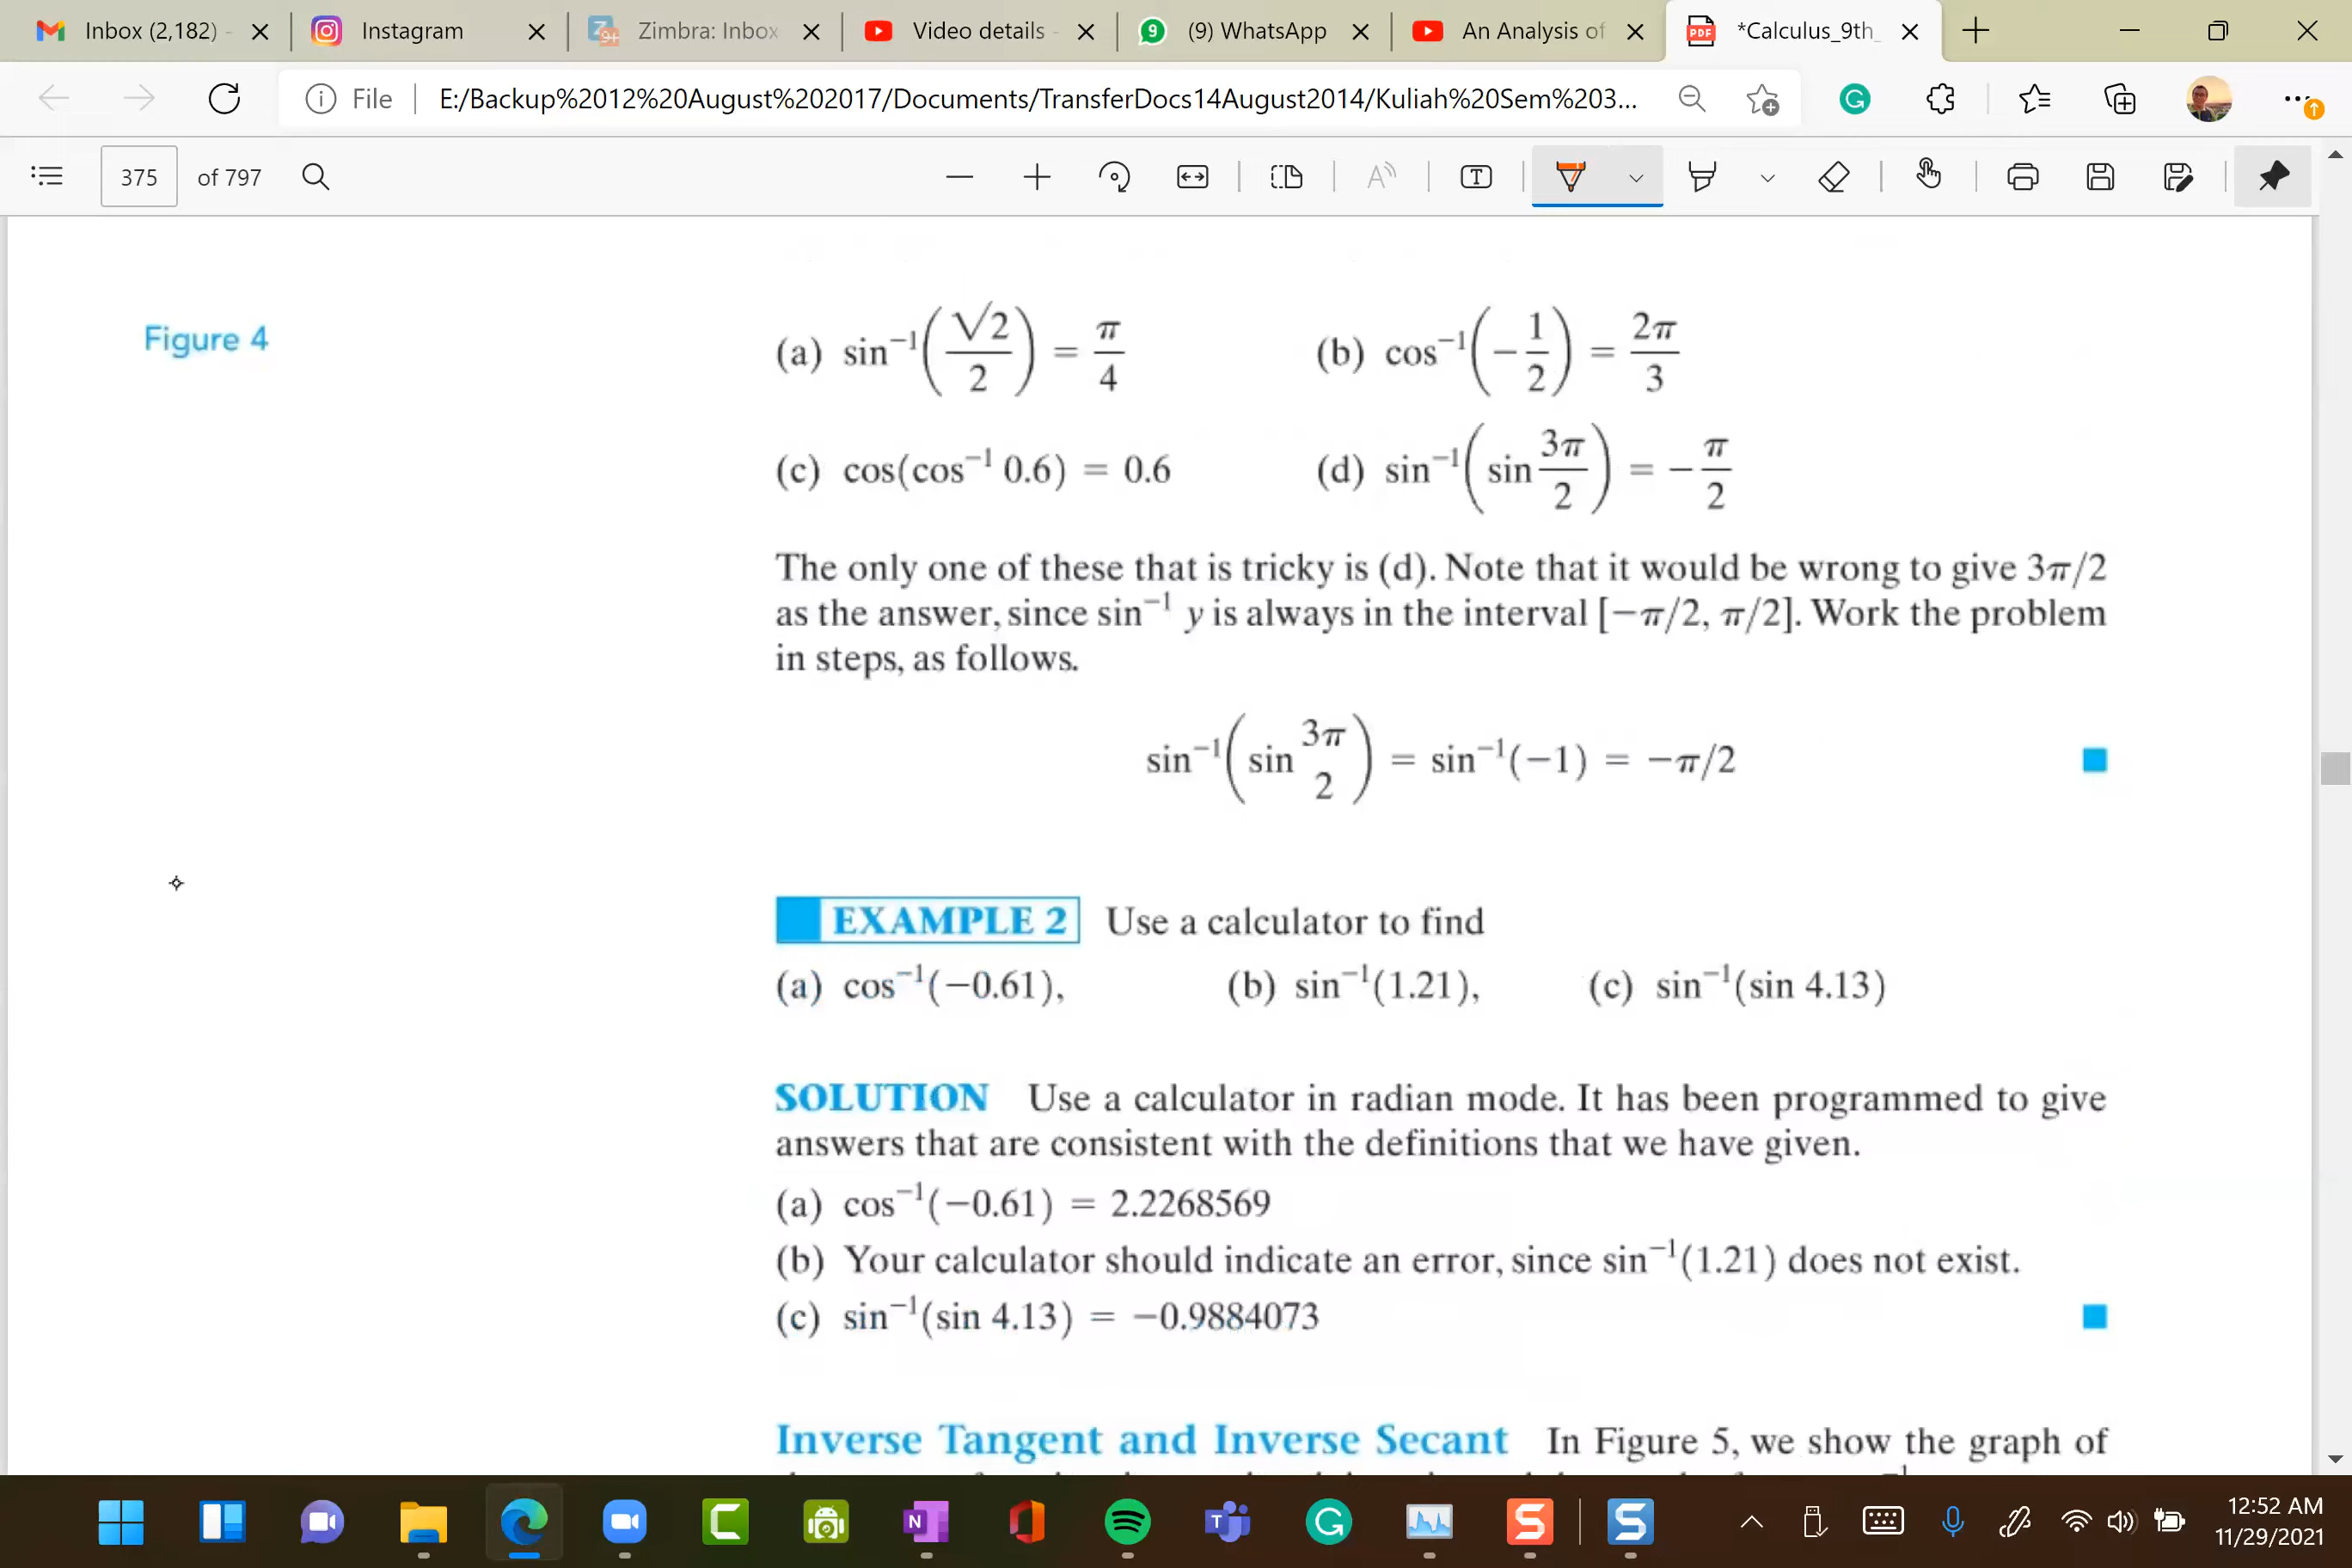 Inbox (2,182) -
Instagram
Zimbra: Inbox
Video details -
(9) WhatsApp
An Analysis of
*Calculus_9th_
File
E:/Backup%2012%20August%202017/Documents/TransferDocs14August2014/Kuliah%20Sem%203...
375 of 797
Figure 4
(a) sin⁻¹(√2/2) = π/4 (b) cos⁻¹(−1/2) = 2π/3
(c) cos(cos⁻¹ 0.6) = 0.6 (d) sin⁻¹(sin 3π/2) = −π/2
The only one of these that is tricky is (d). Note that it would be wrong to give 3π/2
as the answer, since sin⁻¹ y is always in the interval [−π/2, π/2]. Work the problem
in steps, as follows.
sin⁻¹(sin 3π/2) = sin⁻¹(−1) = −π/2
EXAMPLE 2 Use a calculator to find
(a) cos⁻¹(−0.61), (b) sin⁻¹(1.21), (c) sin⁻¹(sin 4.13)
SOLUTION Use a calculator in radian mode. It has been programmed to give
answers that are consistent with the definitions that we have given.
(a) cos⁻¹(−0.61) = 2.2268569
(b) Your calculator should indicate an error, since sin⁻¹(1.21) does not exist.
(c) sin⁻¹(sin 4.13) = −0.9884073
Inverse Tangent and Inverse Secant In Figure 5, we show the graph of
12:52 AM
11/29/2021